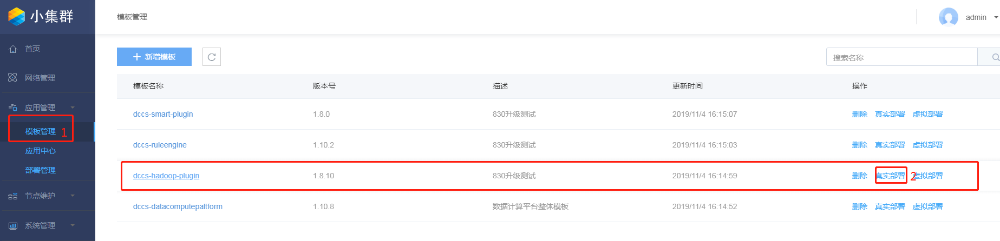 小集群
模板管理
admin
首页
网络管理
应用管理
模板管理 1
应用中心
部署管理
节点维护
系统管理
新增模板
搜索名称
模板名称 版本号 描述 更新时间 操作
dccs-smart-plugin 1.8.0 830升级测试 2019/11/4 16:15:07 删除 真实部署 虚拟部署
dccs-ruleengine 1.10.2 830升级测试 2019/11/4 16:15:03 删除 真实部署 虚拟部署
dccs-hadoop-plugin 1.8.10 830升级测试 2019/11/4 16:14:59 删除 真实部署 2 虚拟部署
dccs-datacomputepaltform 1.10.8 数据计算平台整体模板 2019/11/4 16:14:52 删除 真实部署 虚拟部署